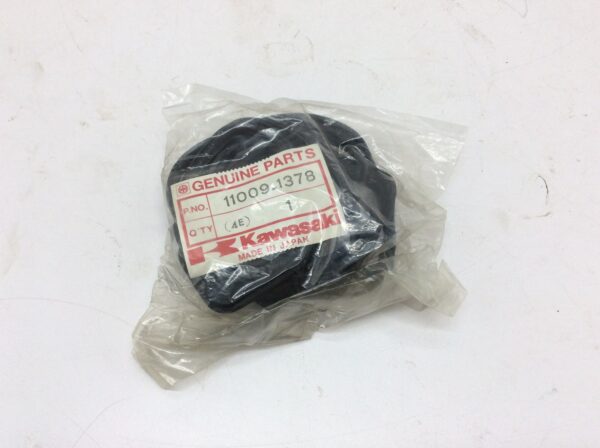 GENUINE PARTS
P.NO. 11009-1378
Q'TY (4E) 1
Kawasaki
MADE IN JAPAN